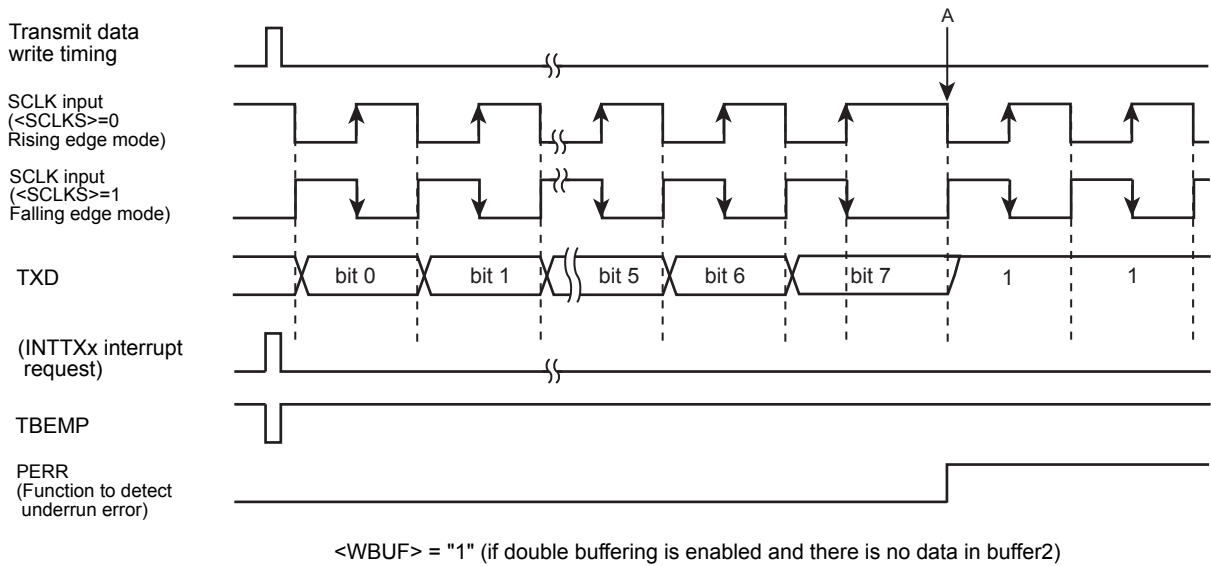 A
Transmit data
write timing
SCLK input
(<SCLKS>=0
Rising edge mode)
SCLK input
(<SCLKS>=1
Falling edge mode)
TXD
bit 0
bit 1
bit 5
bit 6
bit 7
1
1
(INTTXx interrupt
request)
TBEMP
PERR
(Function to detect
underrun error)
<WBUF> = "1" (if double buffering is enabled and there is no data in buffer2)